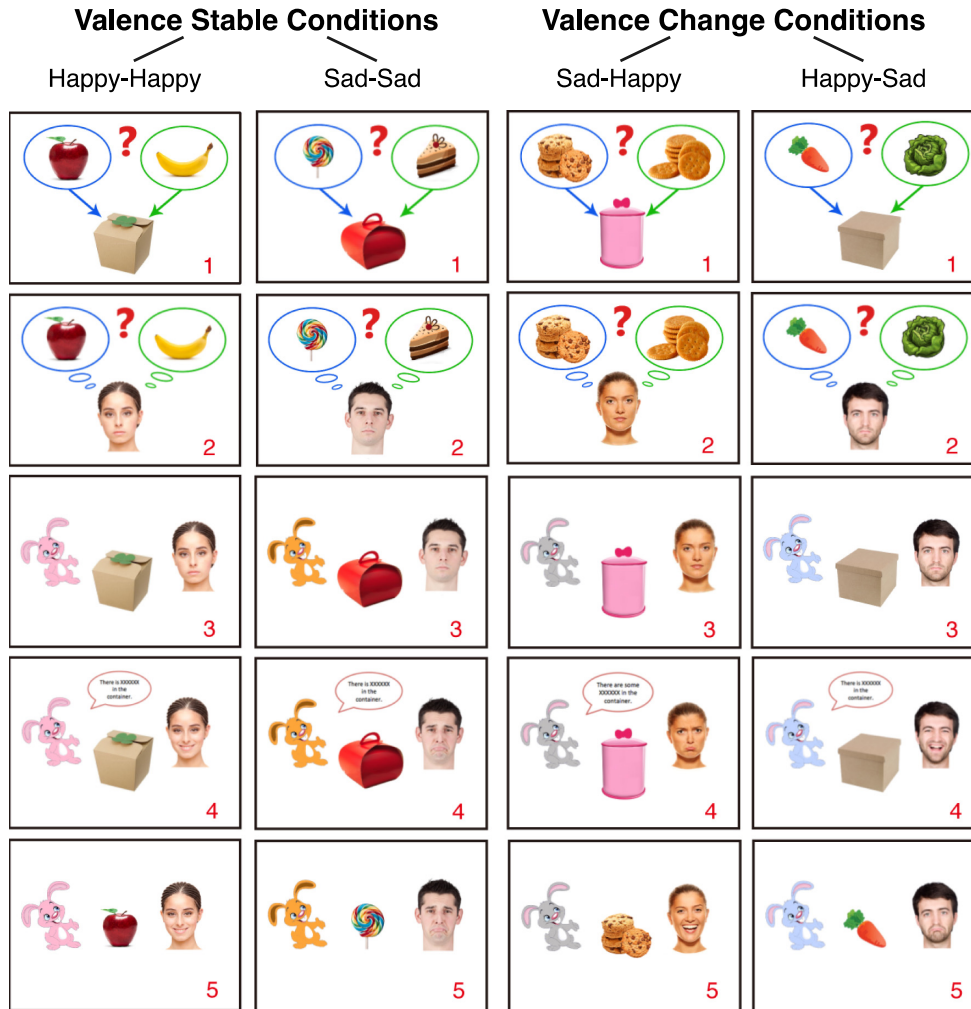 Valence Stable Conditions
Valence Change Conditions
Happy-Happy
Sad-Sad
Sad-Happy
Happy-Sad
?
?
?
?
1
1
1
1
?
?
?
?
2
2
2
2
3
3
3
3
There is XXXXXX
in the
container.
There is XXXXXX
in the
container.
There are some
XXXXXX in the
container.
There is XXXXXX
in the
container.
4
4
4
4
5
5
5
5